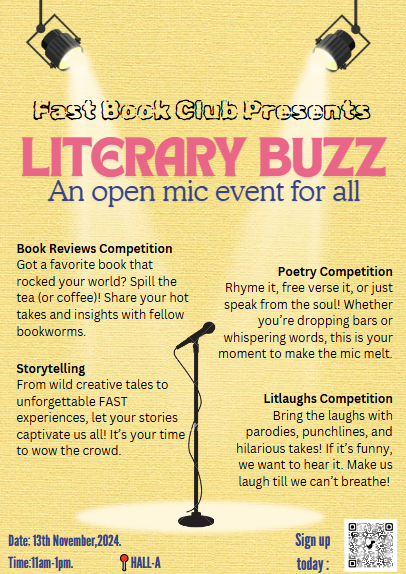 Fast Book Club Presents
LITERARY BUZZ
An open mic event for all
Book Reviews Competition
Got a favorite book that
rocked your world? Spill the
tea (or coffee)! Share your hot
takes and insights with fellow
bookworms.
Poetry Competition
Rhyme it, free verse it, or just
speak from the soul! Whether
you're dropping bars or
whispering words, this is your
moment to make the mic melt.
Storytelling
From wild creative tales to
unforgettable FAST
experiences, let your stories
captivate us all! It's your time
to wow the crowd.
Litlaughs Competition
Bring the laughs with
parodies, punchlines, and
hilarious takes! If it's funny,
we want to hear it. Make us
laugh till we can't breathe!
Date: 13th November,2024.
Time:11am-1pm.
HALL-A
Sign up
today :